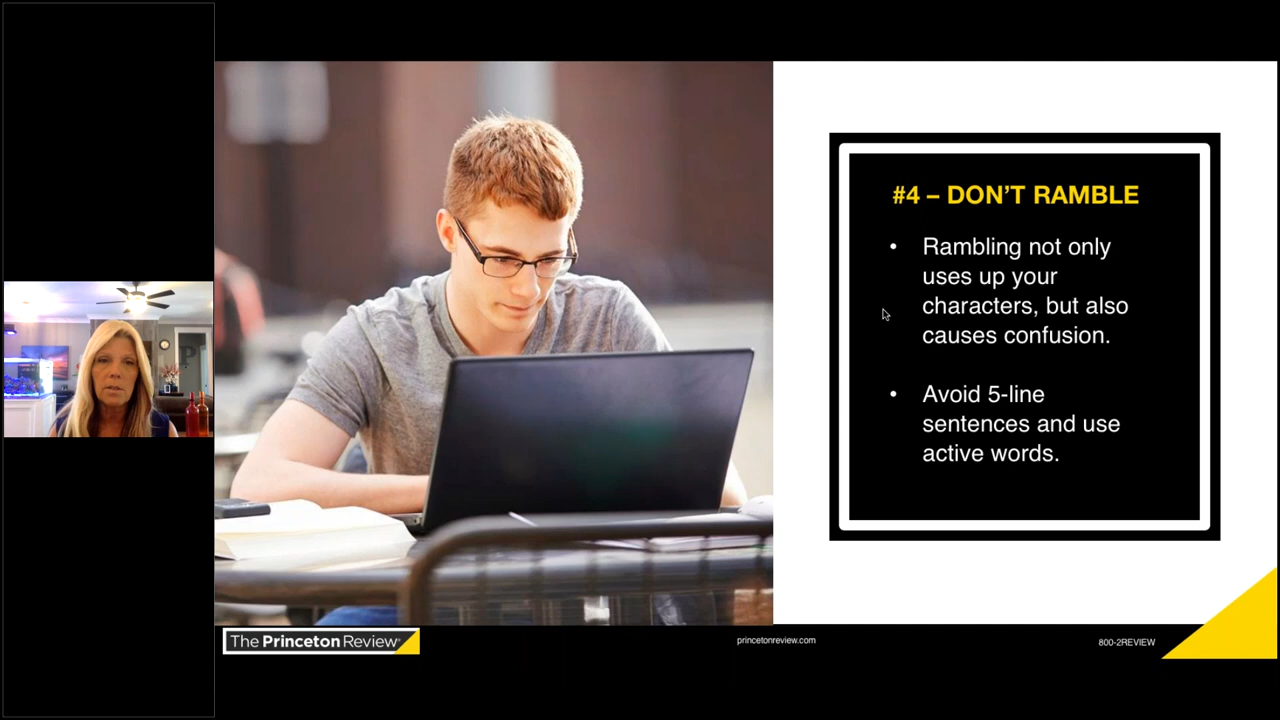 #4 – DON’T RAMBLE
• Rambling not only
uses up your
characters, but also
causes confusion.
• Avoid 5-line
sentences and use
active words.
The Princeton Review®
princetonreview.com
800-2REVIEW